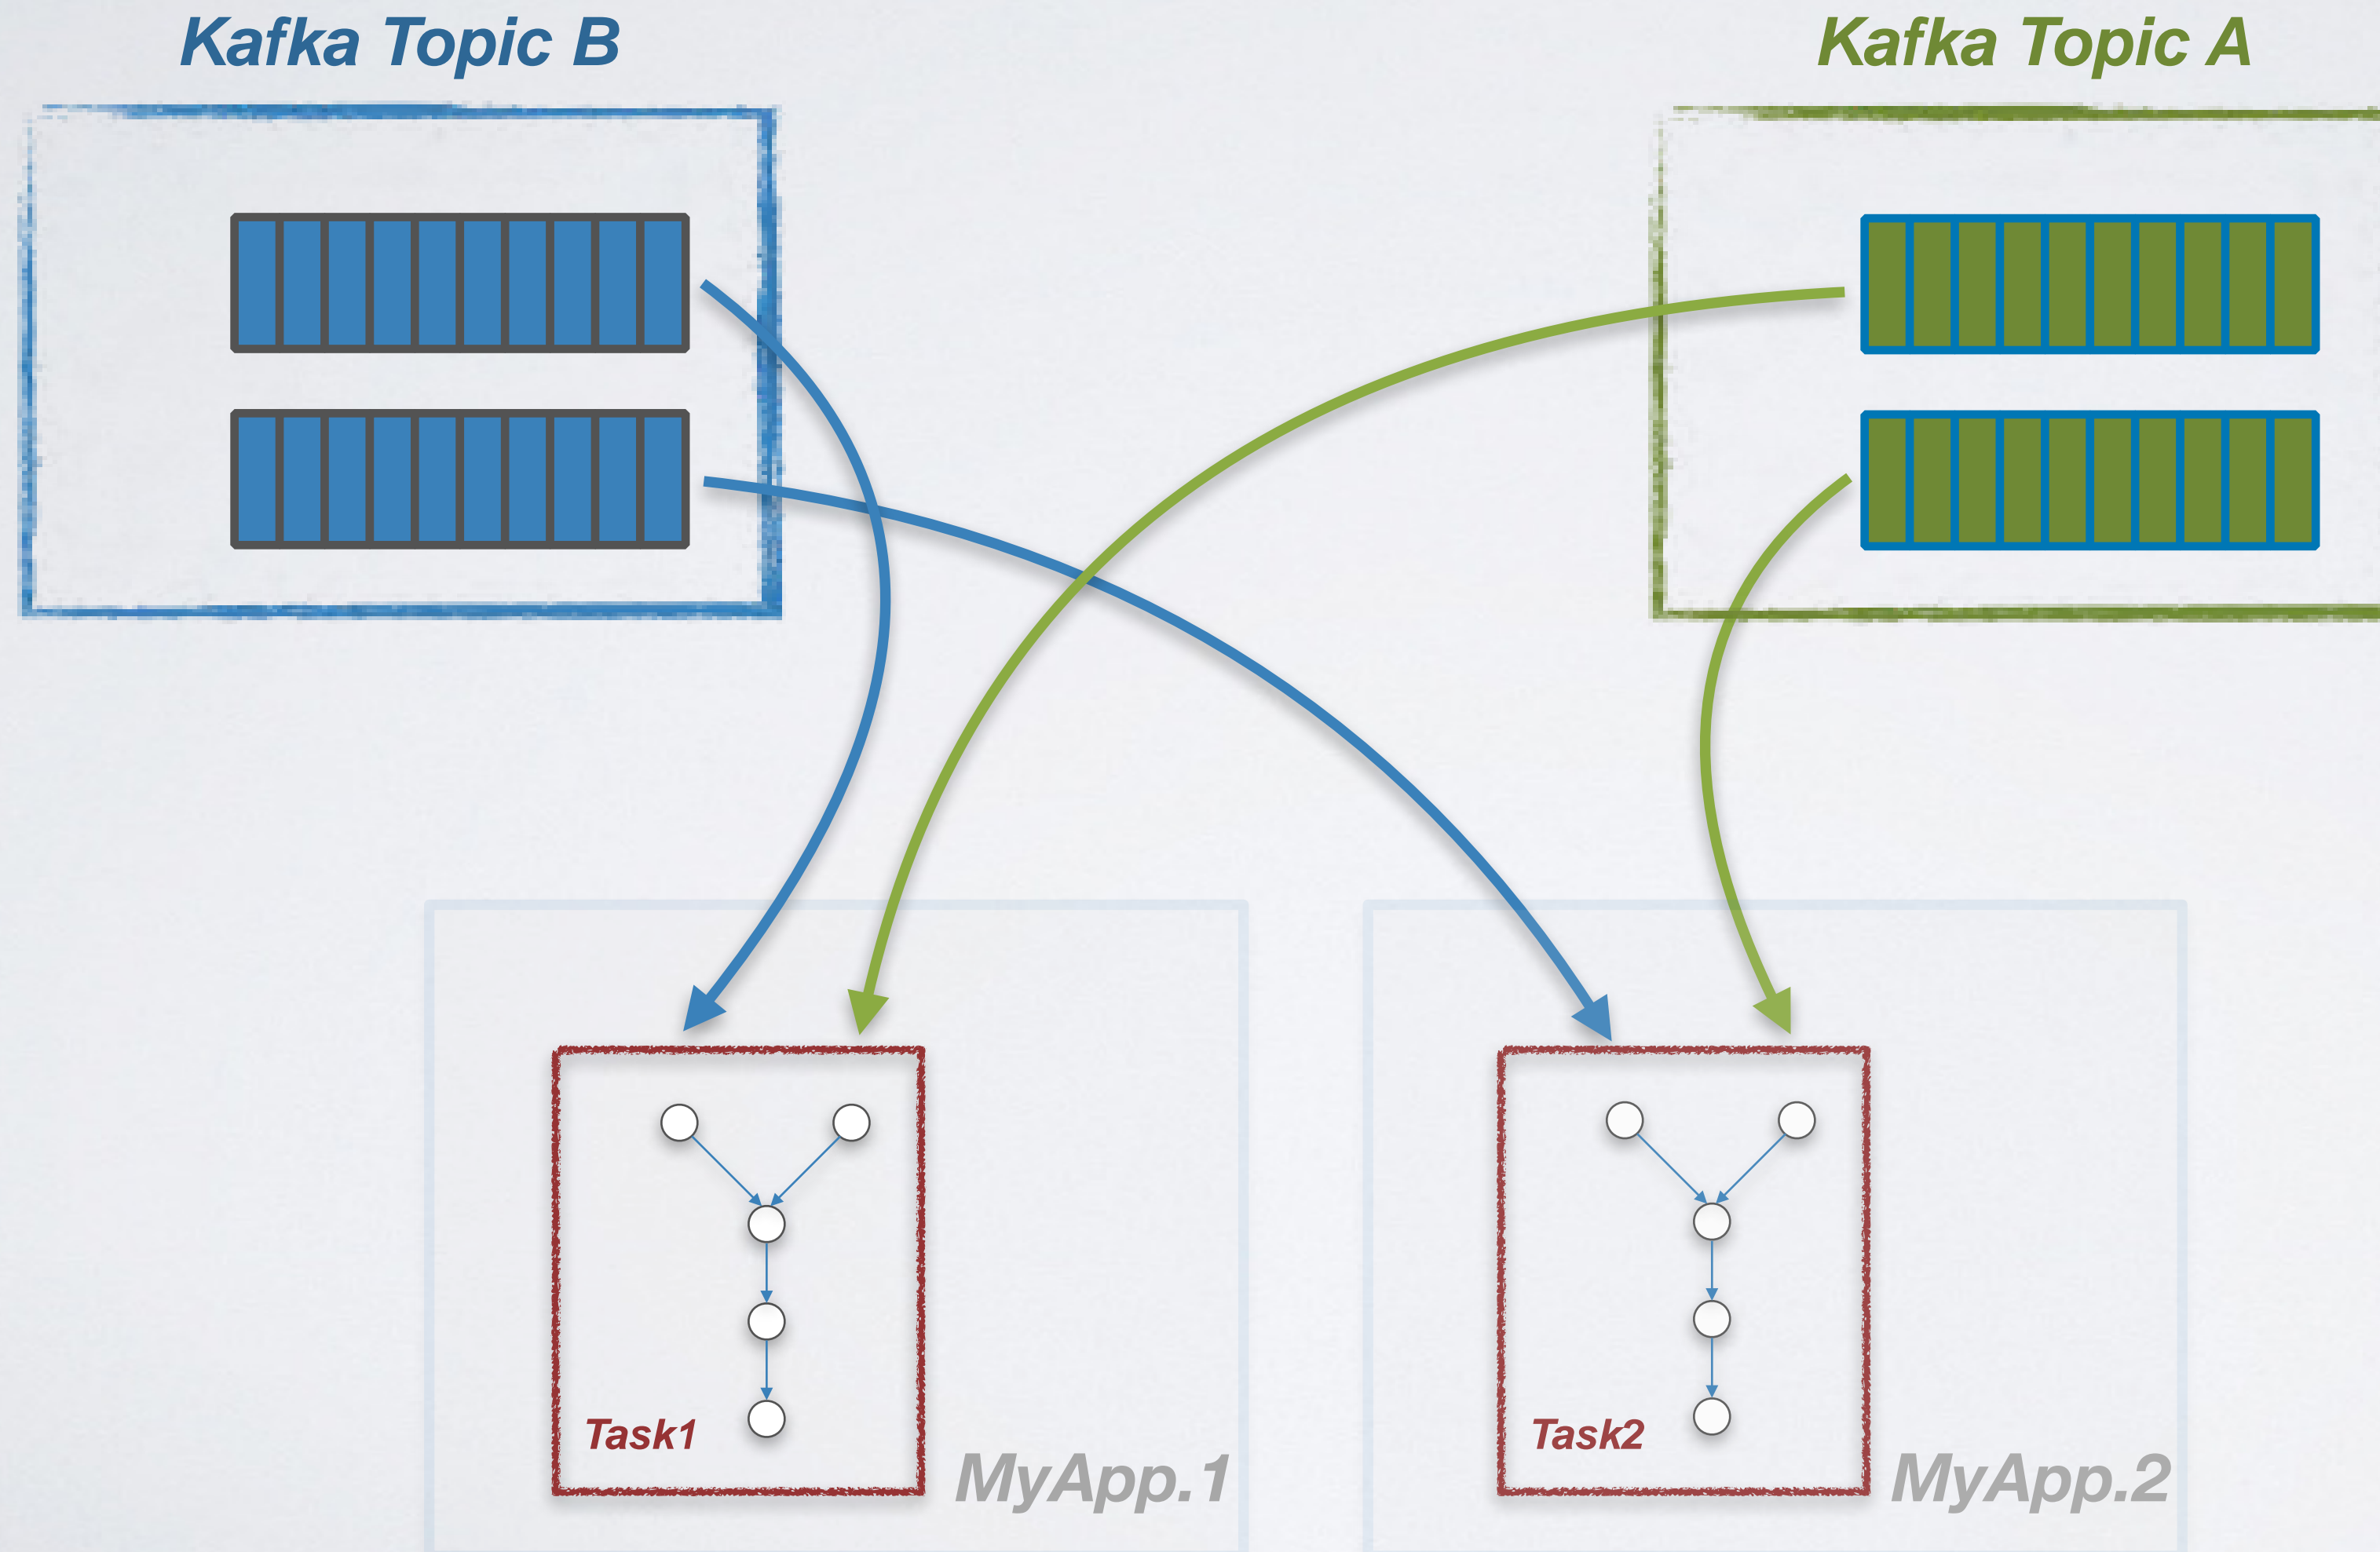 Kafka Topic B
Kafka Topic A
Task1
MyApp.1
Task2
MyApp.2